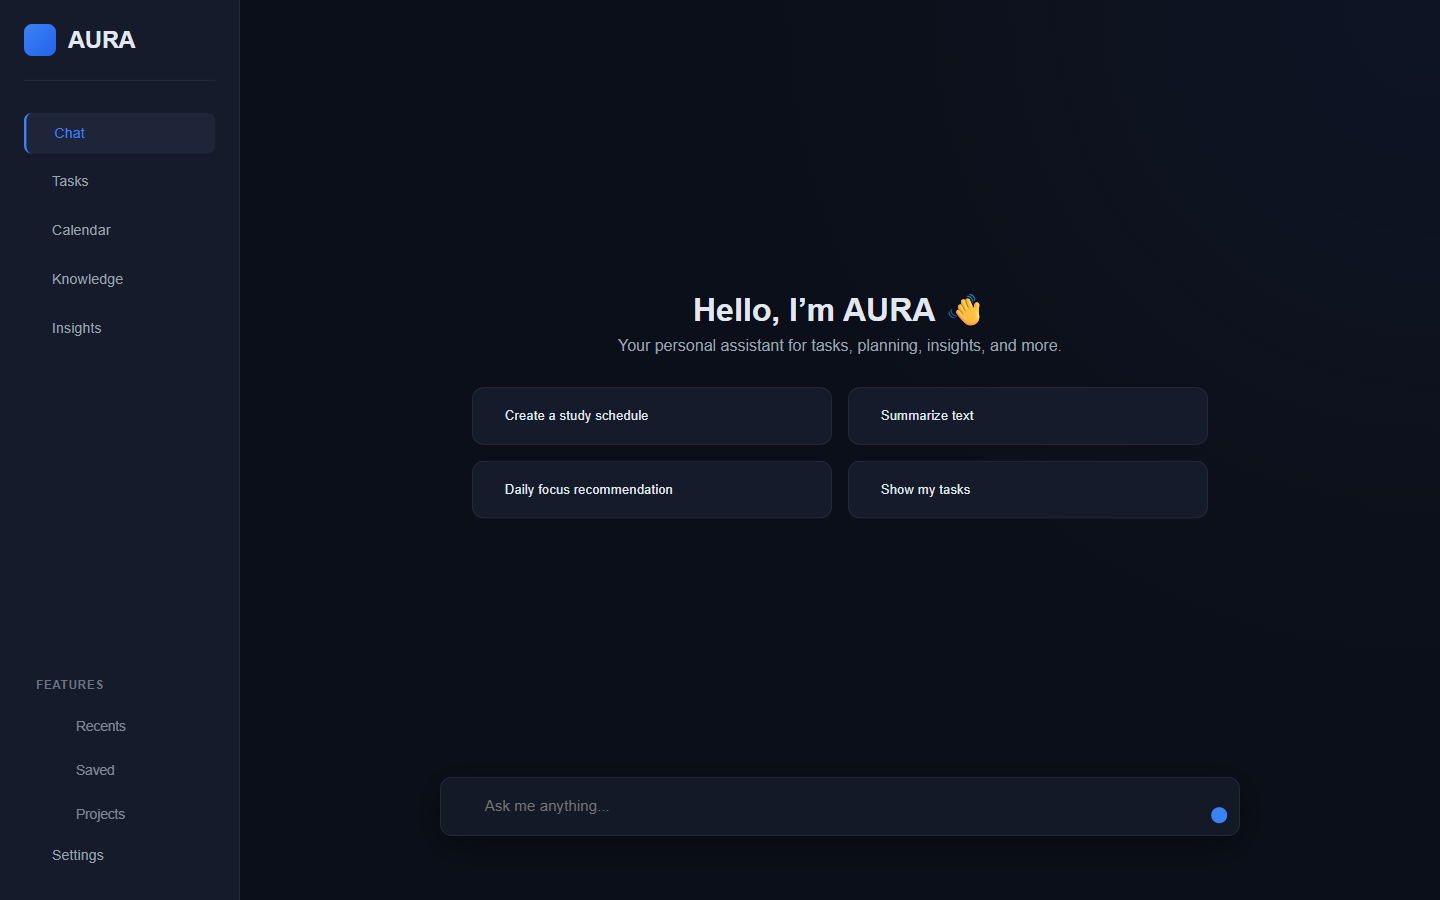 AURA
Chat
Tasks
Calendar
Knowledge
Insights
FEATURES
Recents
Saved
Projects
Settings
Hello, I’m AURA 👋
Your personal assistant for tasks, planning, insights, and more.
Create a study schedule
Summarize text
Daily focus recommendation
Show my tasks
Ask me anything...